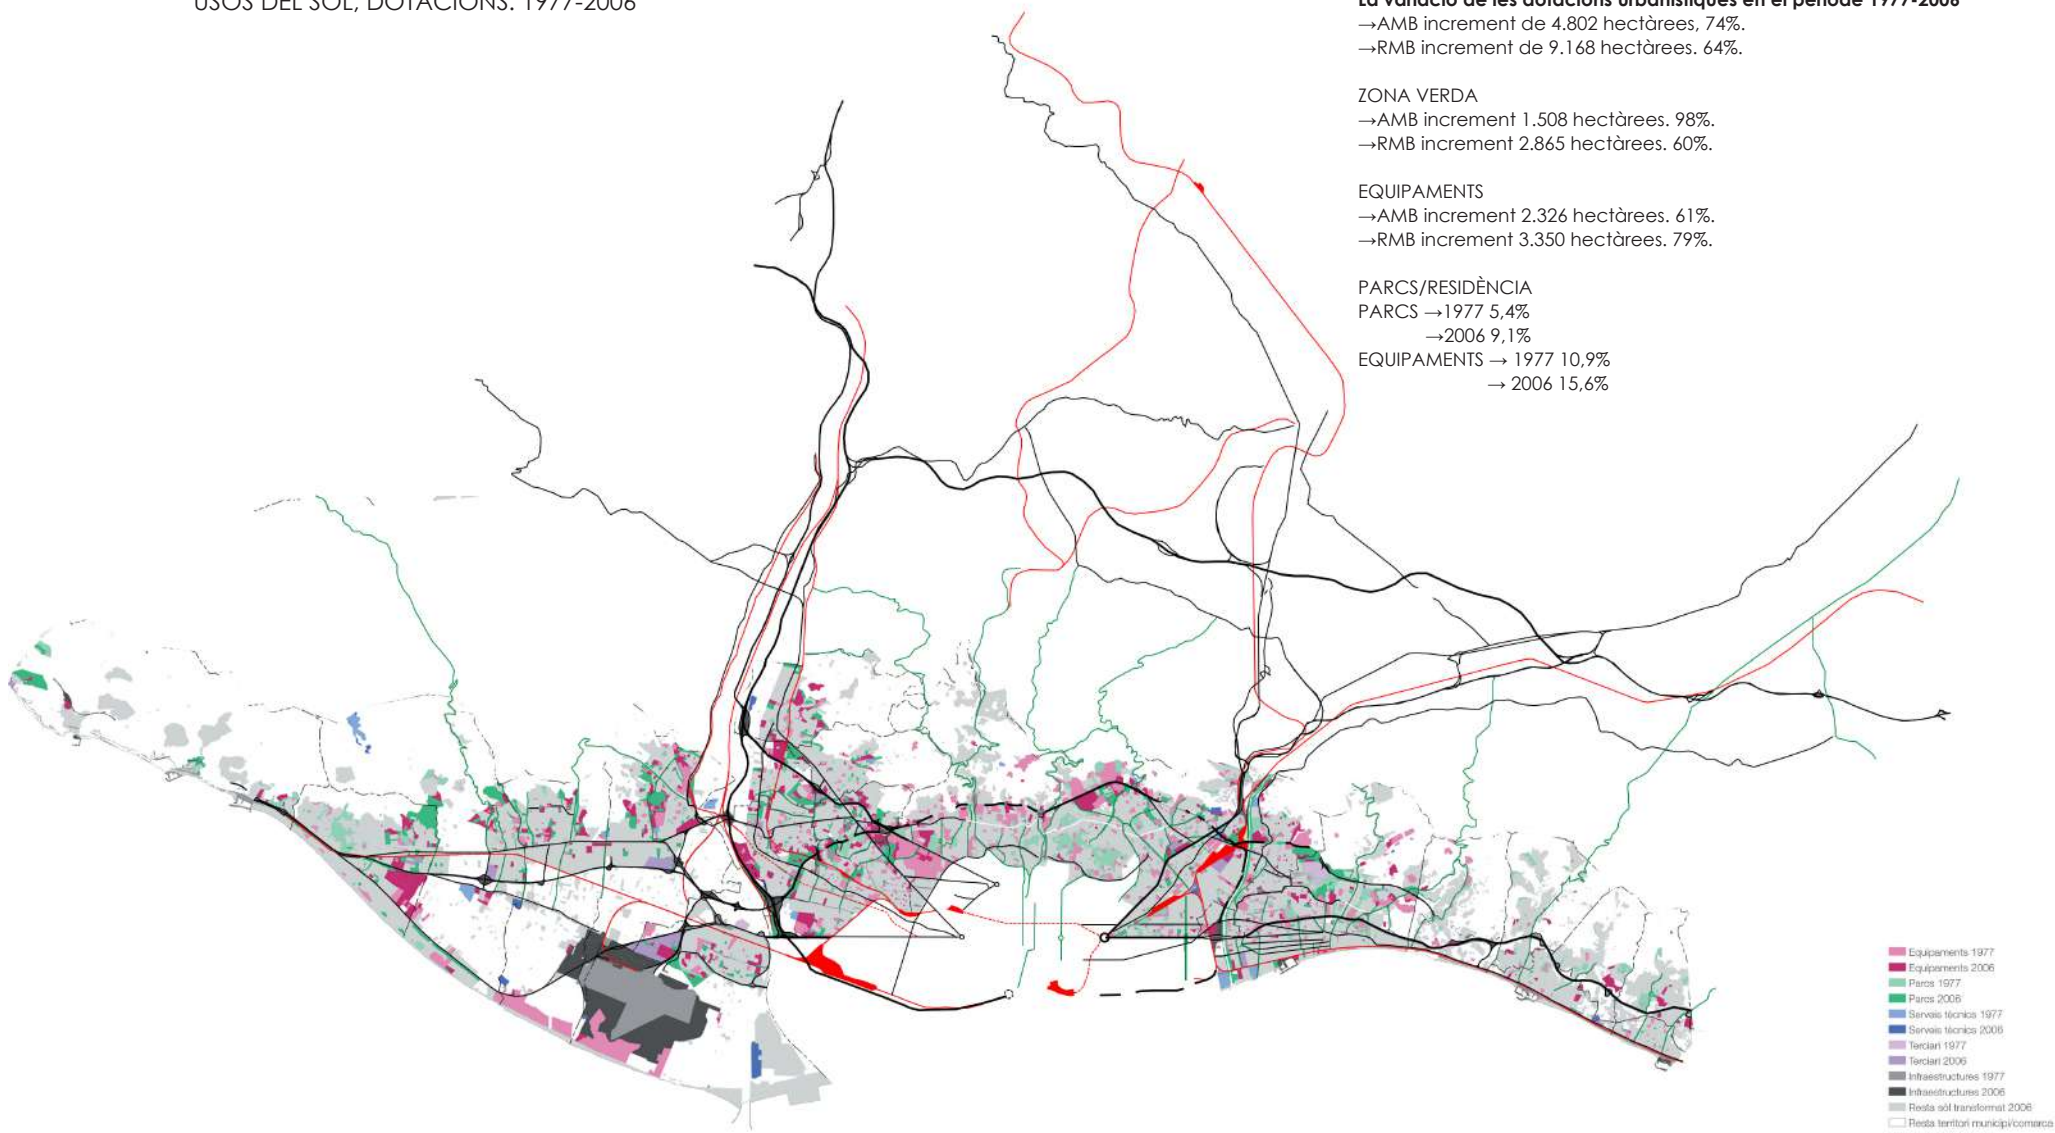 USOS DEL SÒL, DOTACIONS. 1977-2006
La variació de les dotacions urbanístiques en el període 1977-2006
→AMB increment de 4.802 hectàrees, 74%.
→RMB increment de 9.168 hectàrees. 64%.
ZONA VERDA
→AMB increment 1.508 hectàrees. 98%.
→RMB increment 2.865 hectàrees. 60%.
EQUIPAMENTS
→AMB increment 2.326 hectàrees. 61%.
→RMB increment 3.350 hectàrees. 79%.
PARCS/RESIDÈNCIA
PARCS →1977 5,4%
→2006 9,1%
EQUIPAMENTS → 1977 10,9%
→ 2006 15,6%
Equipaments 1977
Equipaments 2006
Parcs 1977
Parcs 2006
Serveis tècnics 1977
Serveis tècnics 2006
Terciari 1977
Terciari 2006
Infraestructures 1977
Infraestructures 2006
Resta sòl transformat 2006
Resta territori municipi/comarca